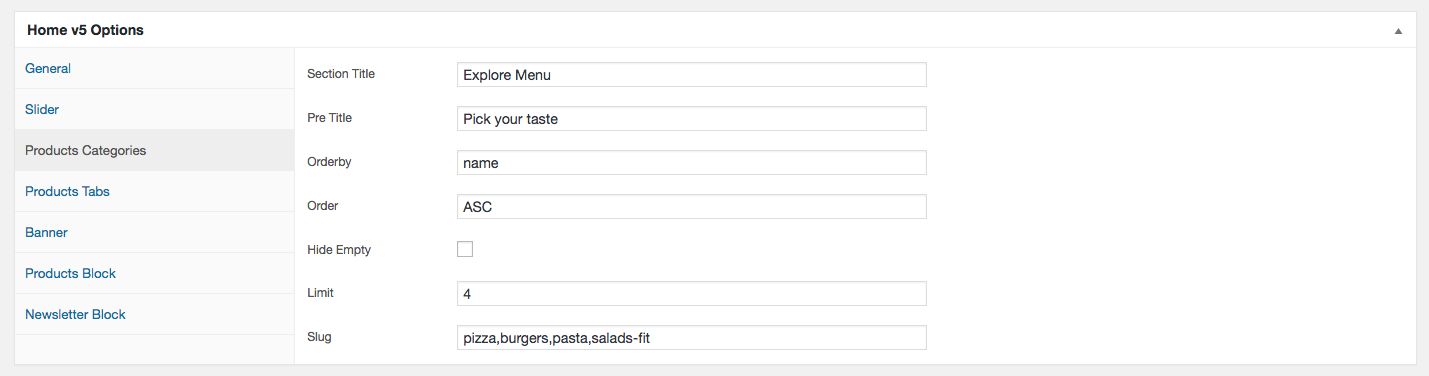 Home v5 Options
General
Slider
Products Categories
Products Tabs
Banner
Products Block
Newsletter Block
Section Title Explore Menu
Pre Title Pick your taste
Orderby name
Order ASC
Hide Empty
Limit 4
Slug pizza,burgers,pasta,salads-fit